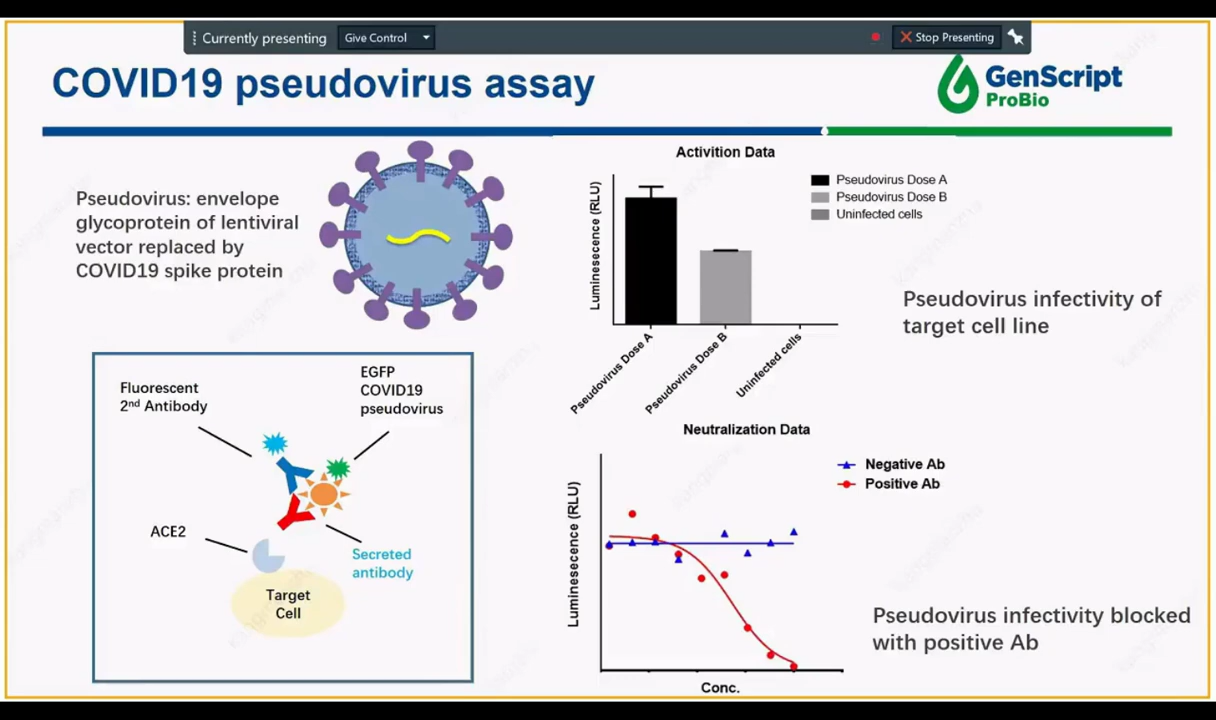 Currently presenting
Give Control
Stop Presenting
COVID19 pseudovirus assay
GenScript
ProBio
Pseudovirus: envelope
glycoprotein of lentiviral
vector replaced by
COVID19 spike protein
Activition Data
Luminesecence (RLU)
Pseudovirus Dose A
Pseudovirus Dose B
Uninfected cells
Pseudovirus Dose A
Pseudovirus Dose B
Uninfected cells
Pseudovirus infectivity of
target cell line
Fluorescent
2nd Antibody
EGFP
COVID19
pseudovirus
ACE2
Secreted
antibody
Target
Cell
Neutralization Data
Luminesecence (RLU)
Negative Ab
Positive Ab
Conc.
Pseudovirus infectivity blocked
with positive Ab